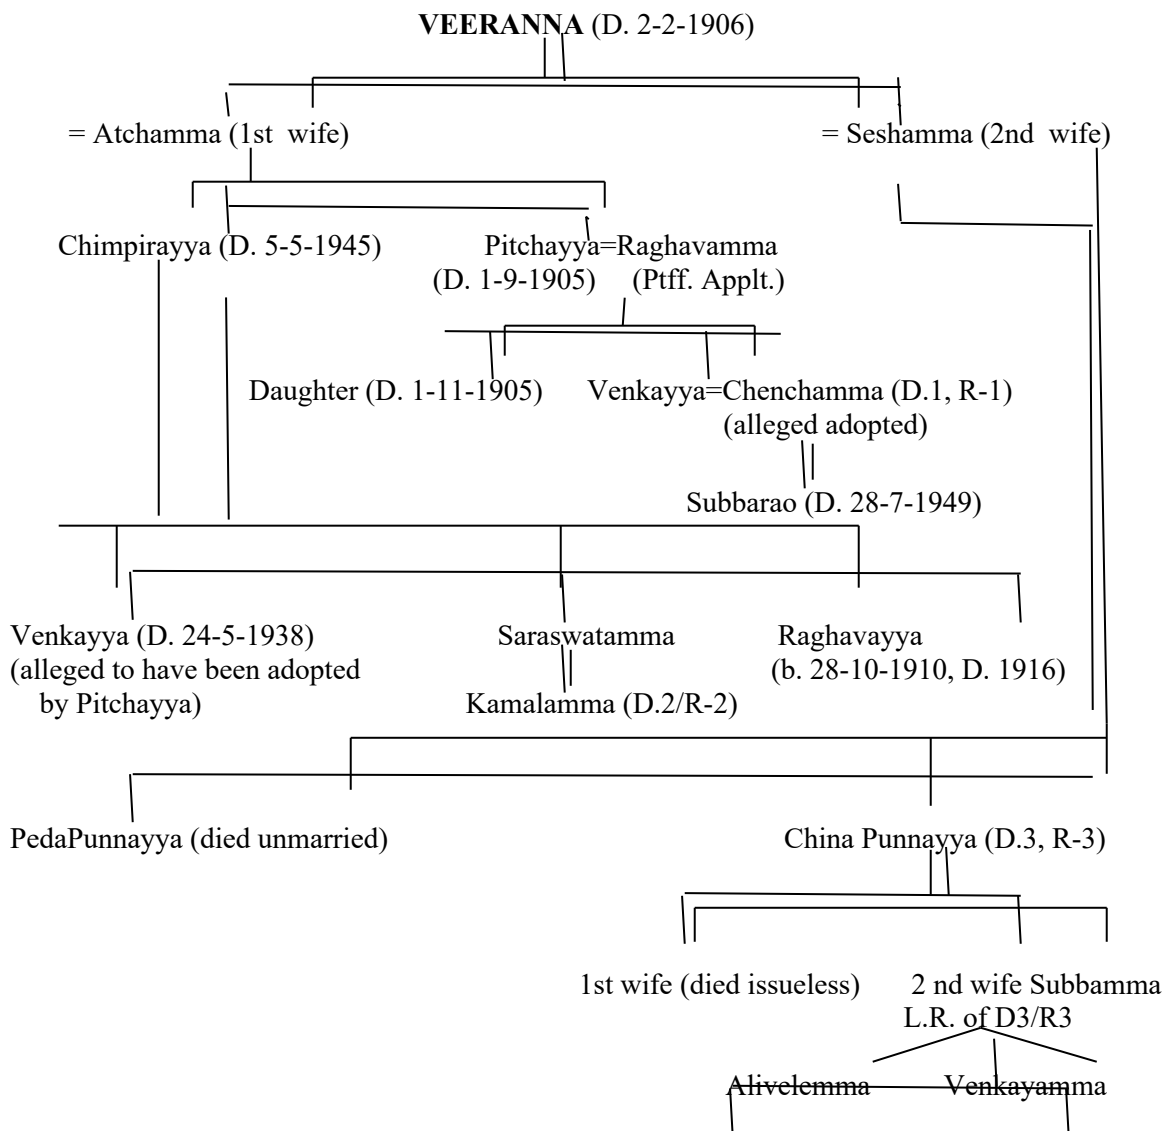 VEERANNA (D. 2-2-1906)
= Atchamma (1st wife) = Seshamma (2nd wife)
Chimpirayya (D. 5-5-1945) Pitchayya=Raghavamma
(D. 1-9-1905) (Ptff. Applt.)
Daughter (D. 1-11-1905) Venkayya=Chenchamma (D.1, R-1)
(alleged adopted)
Subbarao (D. 28-7-1949)
Venkayya (D. 24-5-1938) Saraswatamma Raghavayya
(alleged to have been adopted (b. 28-10-1910, D. 1916)
by Pitchayya) Kamalamma (D.2/R-2)
PedaPunnayya (died unmarried) China Punnayya (D.3, R-3)
1st wife (died issueless) 2 nd wife Subbamma
L.R. of D3/R3
Alivelemma Venkayamma